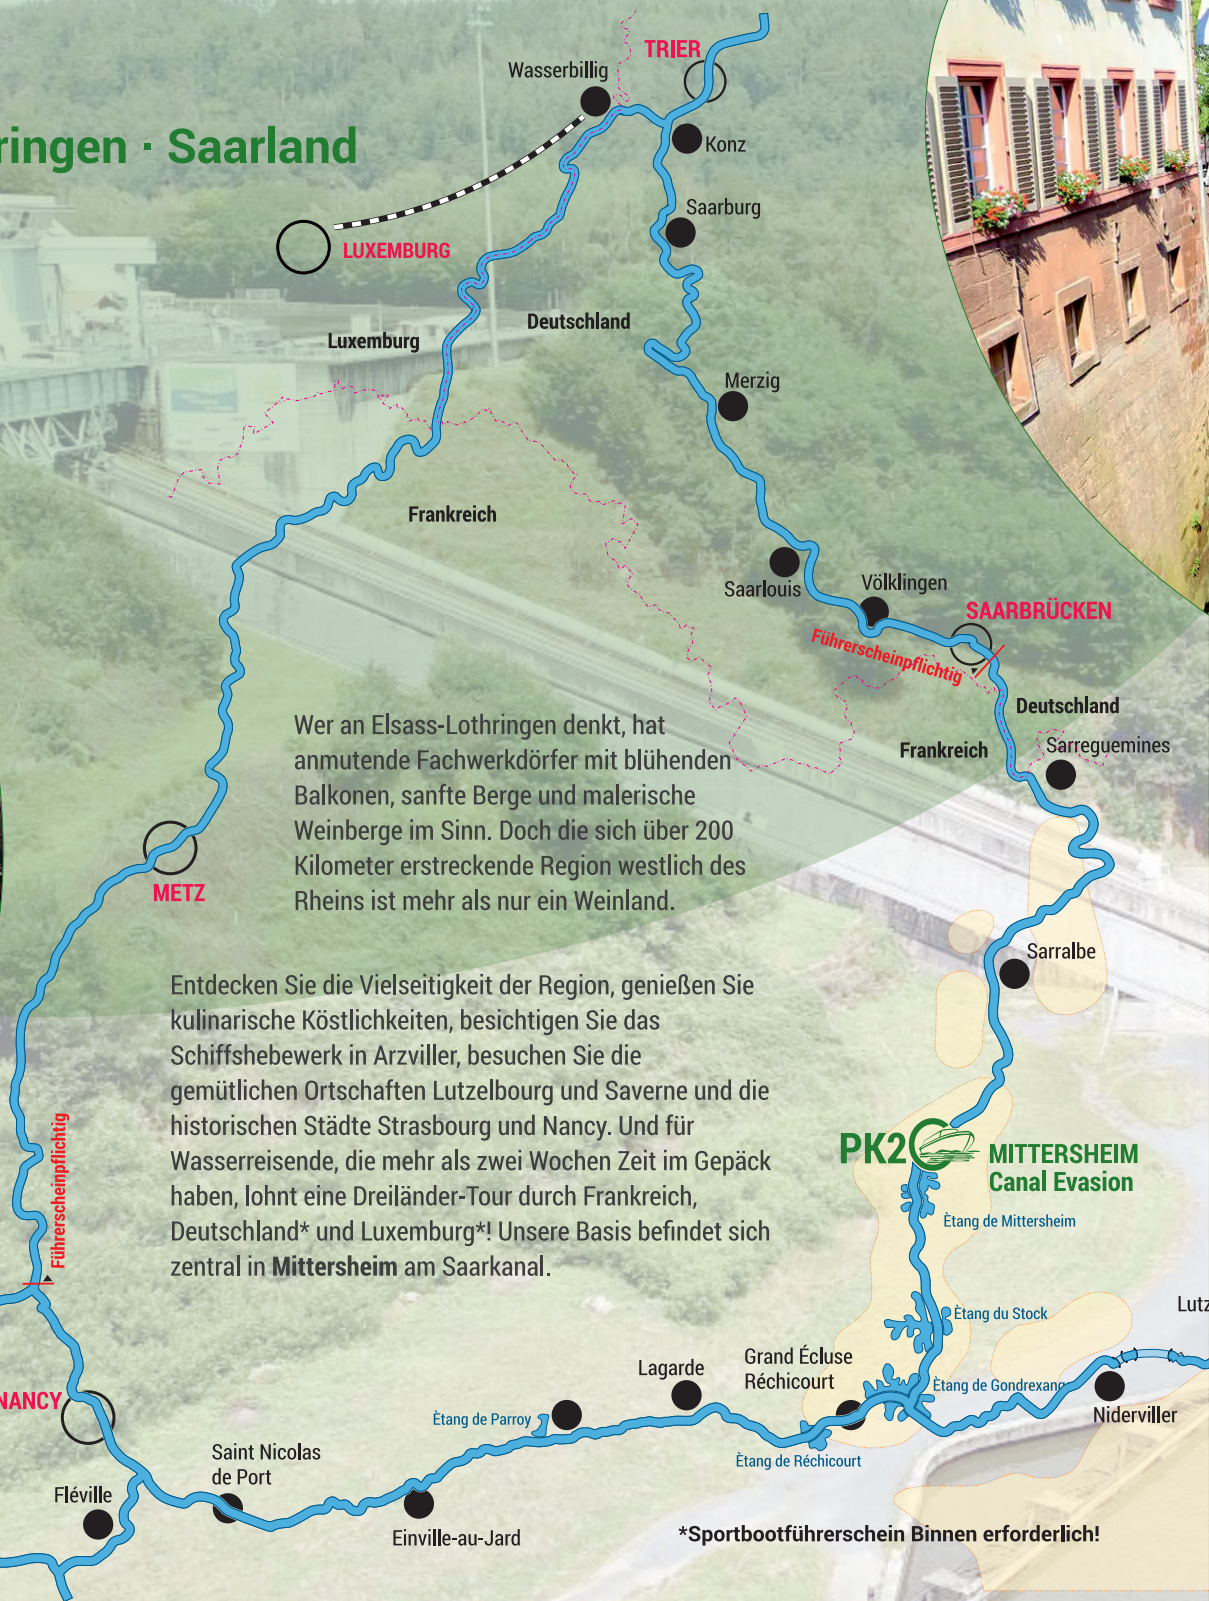 TRIER
Wasserbillig
ringen · Saarland
Konz
Saarburg
LUXEMBURG
Deutschland
Luxemburg
Merzig
Frankreich
Saarlouis
Völklingen
SAARBRÜCKEN
Führerscheinpflichtig
Deutschland
Frankreich
Sarreguemines
Wer an Elsass-Lothringen denkt, hat
anmutende Fachwerkdörfer mit blühenden
Balkonen, sanfte Berge und malerische
Weinberge im Sinn. Doch die sich über 200
Kilometer erstreckende Region westlich des
Rheins ist mehr als nur ein Weinland.
METZ
Sarralbe
Entdecken Sie die Vielseitigkeit der Region, genießen Sie
kulinarische Köstlichkeiten, besichtigen Sie das
Schiffshebewerk in Arzviller, besuchen Sie die
gemütlichen Ortschaften Lutzelbourg und Saverne und die
historischen Städte Strasbourg und Nancy. Und für
Wasserreisende, die mehr als zwei Wochen Zeit im Gepäck
haben, lohnt eine Dreiländer-Tour durch Frankreich,
Deutschland* und Luxemburg*! Unsere Basis befindet sich
zentral in Mittersheim am Saarkanal.
Führerscheinpflichtig
PK2
MITTERSHEIM
Canal Evasion
Ètang de Mittersheim
Ètang du Stock
Lutz
Lagarde
Grand Écluse
Réchicourt
Ètang de Gondrexang
NANCY
Ètang de Parroy
Niderviller
Ètang de Réchicourt
Saint Nicolas
de Port
Fléville
Einville-au-Jard
*Sportbootführerschein Binnen erforderlich!